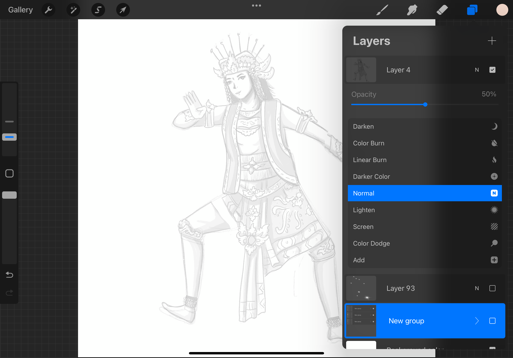 Gallery
Layers
Layer 4 N
Opacity 50%
Darken
Color Burn
Linear Burn
Darker Color
Normal N
Lighten
Screen
Color Dodge
Add
Layer 93 N
New group